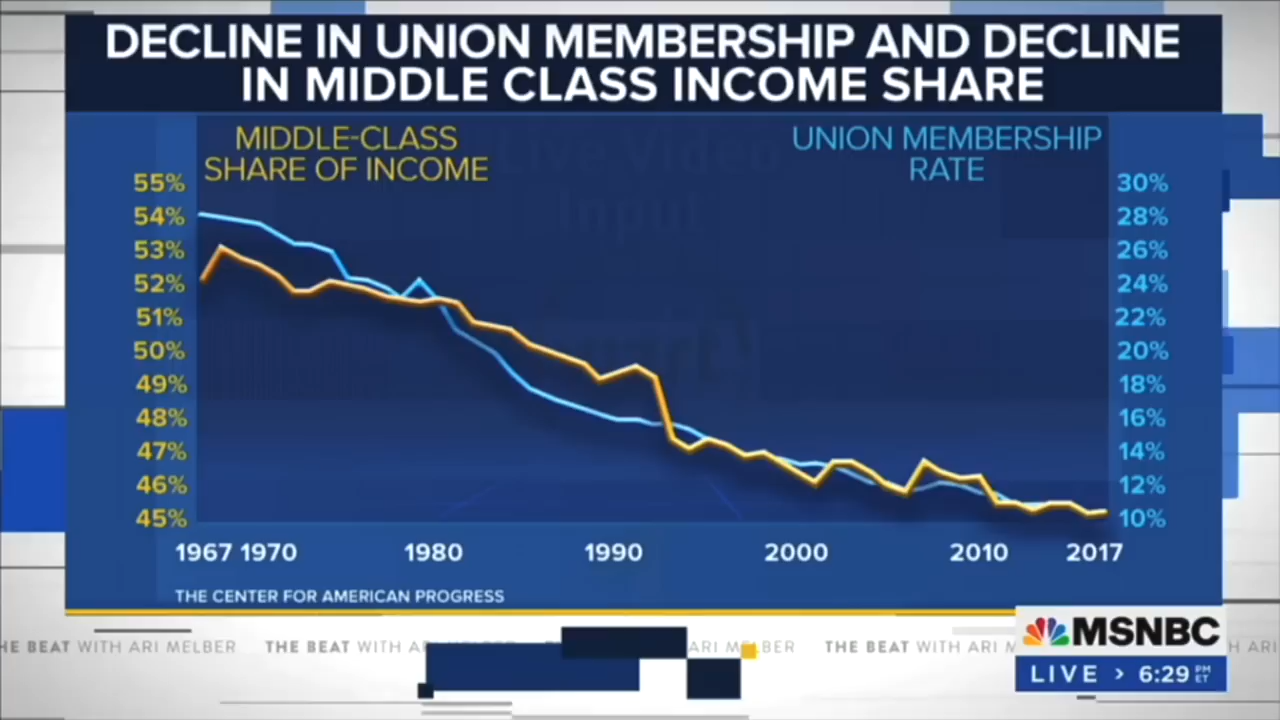 DECLINE IN UNION MEMBERSHIP AND DECLINE
IN MIDDLE CLASS INCOME SHARE
MIDDLE-CLASS
SHARE OF INCOME
UNION MEMBERSHIP
RATE
55%
54%
53%
52%
51%
50%
49%
48%
47%
46%
45%
30%
28%
26%
24%
22%
20%
18%
16%
14%
12%
10%
1967 1970 1980 1990 2000 2010 2017
THE CENTER FOR AMERICAN PROGRESS
MSNBC
LIVE > 6:29 PM ET
HE BEAT WITH ARI MELBER THE BEAT WITH ARI MELBER ARI MELBER THE BEAT WITH ARI M H ARI